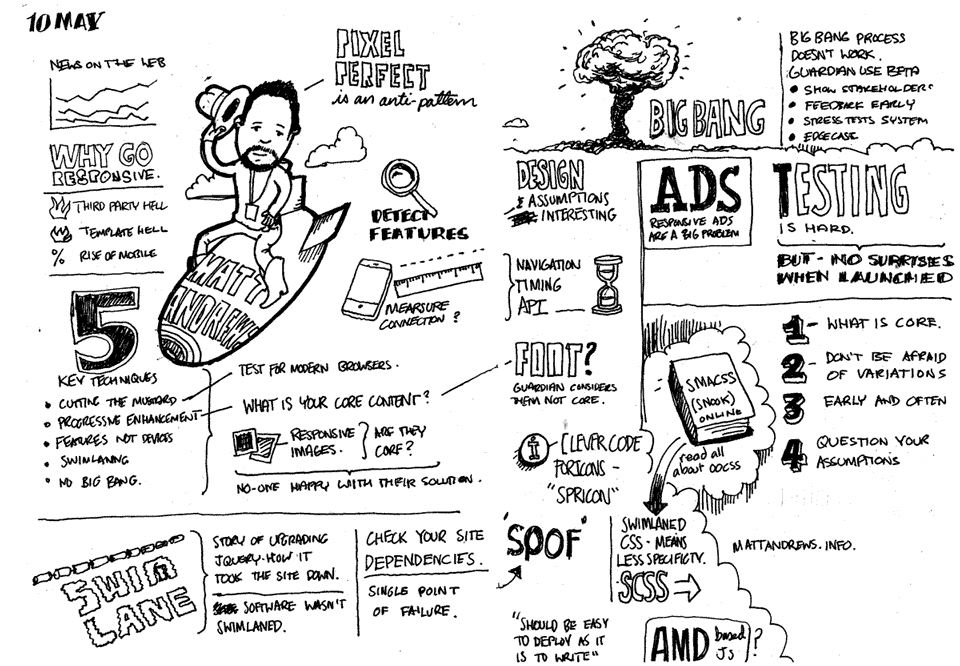 10 MAY
NEWS ON THE WEB
WHY GO
RESPONSIVE.
THIRD PARTY HELL
TEMPLATE HELL
% RISE OF MOBILE
PIXEL
PERFECT
is an anti-pattern
MATT
ANDREWS
DETECT
FEATURES
MEARSURE
CONNECTION?
5
KEY TECHNIQUES
• CUTTING THE MUSTARD
• PROGRESSIVE ENHANCEMENT
• FEATURES NOT DEVICES
• SWIMLANING
• NO BIG BANG.
TEST FOR MODERN BROWSERS.
WHAT IS YOUR CORE CONTENT?
RESPONSIVE
IMAGES.
ARE THEY
CORE?
NO-ONE HAPPY WITH THEIR SOLUTION.
SWIM
LANE
STORY OF UPGRADING
JQUERY-HOW IT
TOOK THE SITE DOWN.
SOFTWARE WASN'T
SWIMLANED.
CHECK YOUR SITE
DEPENDENCIES.
SINGLE POINT
OF FAILURE.
BIG BANG
BIG BANG PROCESS
DOESN'T WORK.
GUARDIAN USE BETA
• SHOW STAKEHOLDERS
• FEEDBACK EARLY
• STRESS TESTS SYSTEM
• EDGECASE
DESIGN
ASSUMPTIONS
INTERESTING
ADS
RESPONSIVE ADS
ARE A BIG PROBLEM
TESTING
IS HARD.
BUT - NO SURPRISES
WHEN LAUNCHED
NAVIGATION
TIMING
API
FONT?
GUARDIAN CONSIDERS
THEM NOT CORE.
i
CLEVER CODE
FOR ICONS -
"SPRICON"
SMACSS
(SNOOK)
ONLINE
read all
about OOCSS
1 - WHAT IS CORE.
2 - DON'T BE AFRAID
OF VARIATIONS
3 EARLY AND OFTEN
4 QUESTION YOUR
ASSUMPTIONS
'SPOF'
"SHOULD BE EASY
TO DEPLOY AS IT
IS TO WRITE"
SWIMLANED
CSS - MEANS
LESS SPECIFICTY.
SCSS
MATTANDREWS.INFO.
AMD based
JS ?